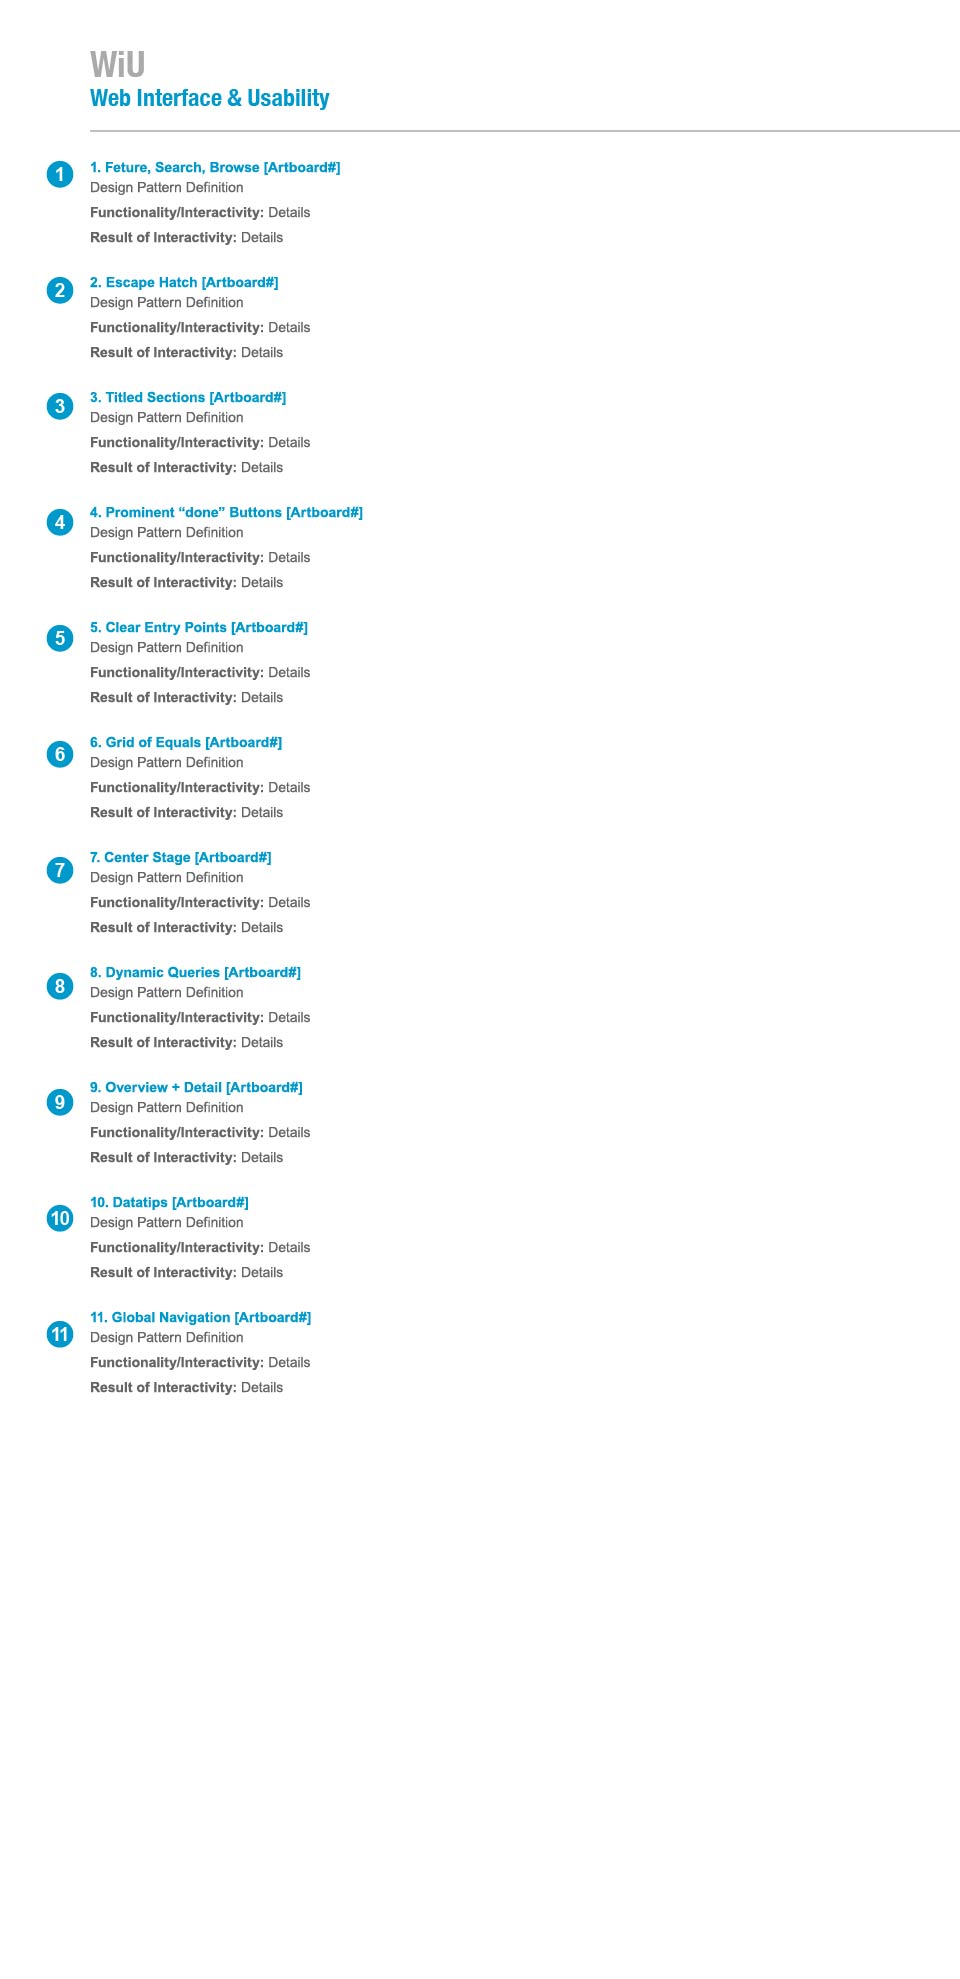 WiU
Web Interface & Usability
1
1. Feture, Search, Browse [Artboard#]
Design Pattern Definition
Functionality/Interactivity: Details
Result of Interactivity: Details
2
2. Escape Hatch [Artboard#]
Design Pattern Definition
Functionality/Interactivity: Details
Result of Interactivity: Details
3
3. Titled Sections [Artboard#]
Design Pattern Definition
Functionality/Interactivity: Details
Result of Interactivity: Details
4
4. Prominent “done” Buttons [Artboard#]
Design Pattern Definition
Functionality/Interactivity: Details
Result of Interactivity: Details
5
5. Clear Entry Points [Artboard#]
Design Pattern Definition
Functionality/Interactivity: Details
Result of Interactivity: Details
6
6. Grid of Equals [Artboard#]
Design Pattern Definition
Functionality/Interactivity: Details
Result of Interactivity: Details
7
7. Center Stage [Artboard#]
Design Pattern Definition
Functionality/Interactivity: Details
Result of Interactivity: Details
8
8. Dynamic Queries [Artboard#]
Design Pattern Definition
Functionality/Interactivity: Details
Result of Interactivity: Details
9
9. Overview + Detail [Artboard#]
Design Pattern Definition
Functionality/Interactivity: Details
Result of Interactivity: Details
10
10. Datatips [Artboard#]
Design Pattern Definition
Functionality/Interactivity: Details
Result of Interactivity: Details
11
11. Global Navigation [Artboard#]
Design Pattern Definition
Functionality/Interactivity: Details
Result of Interactivity: Details